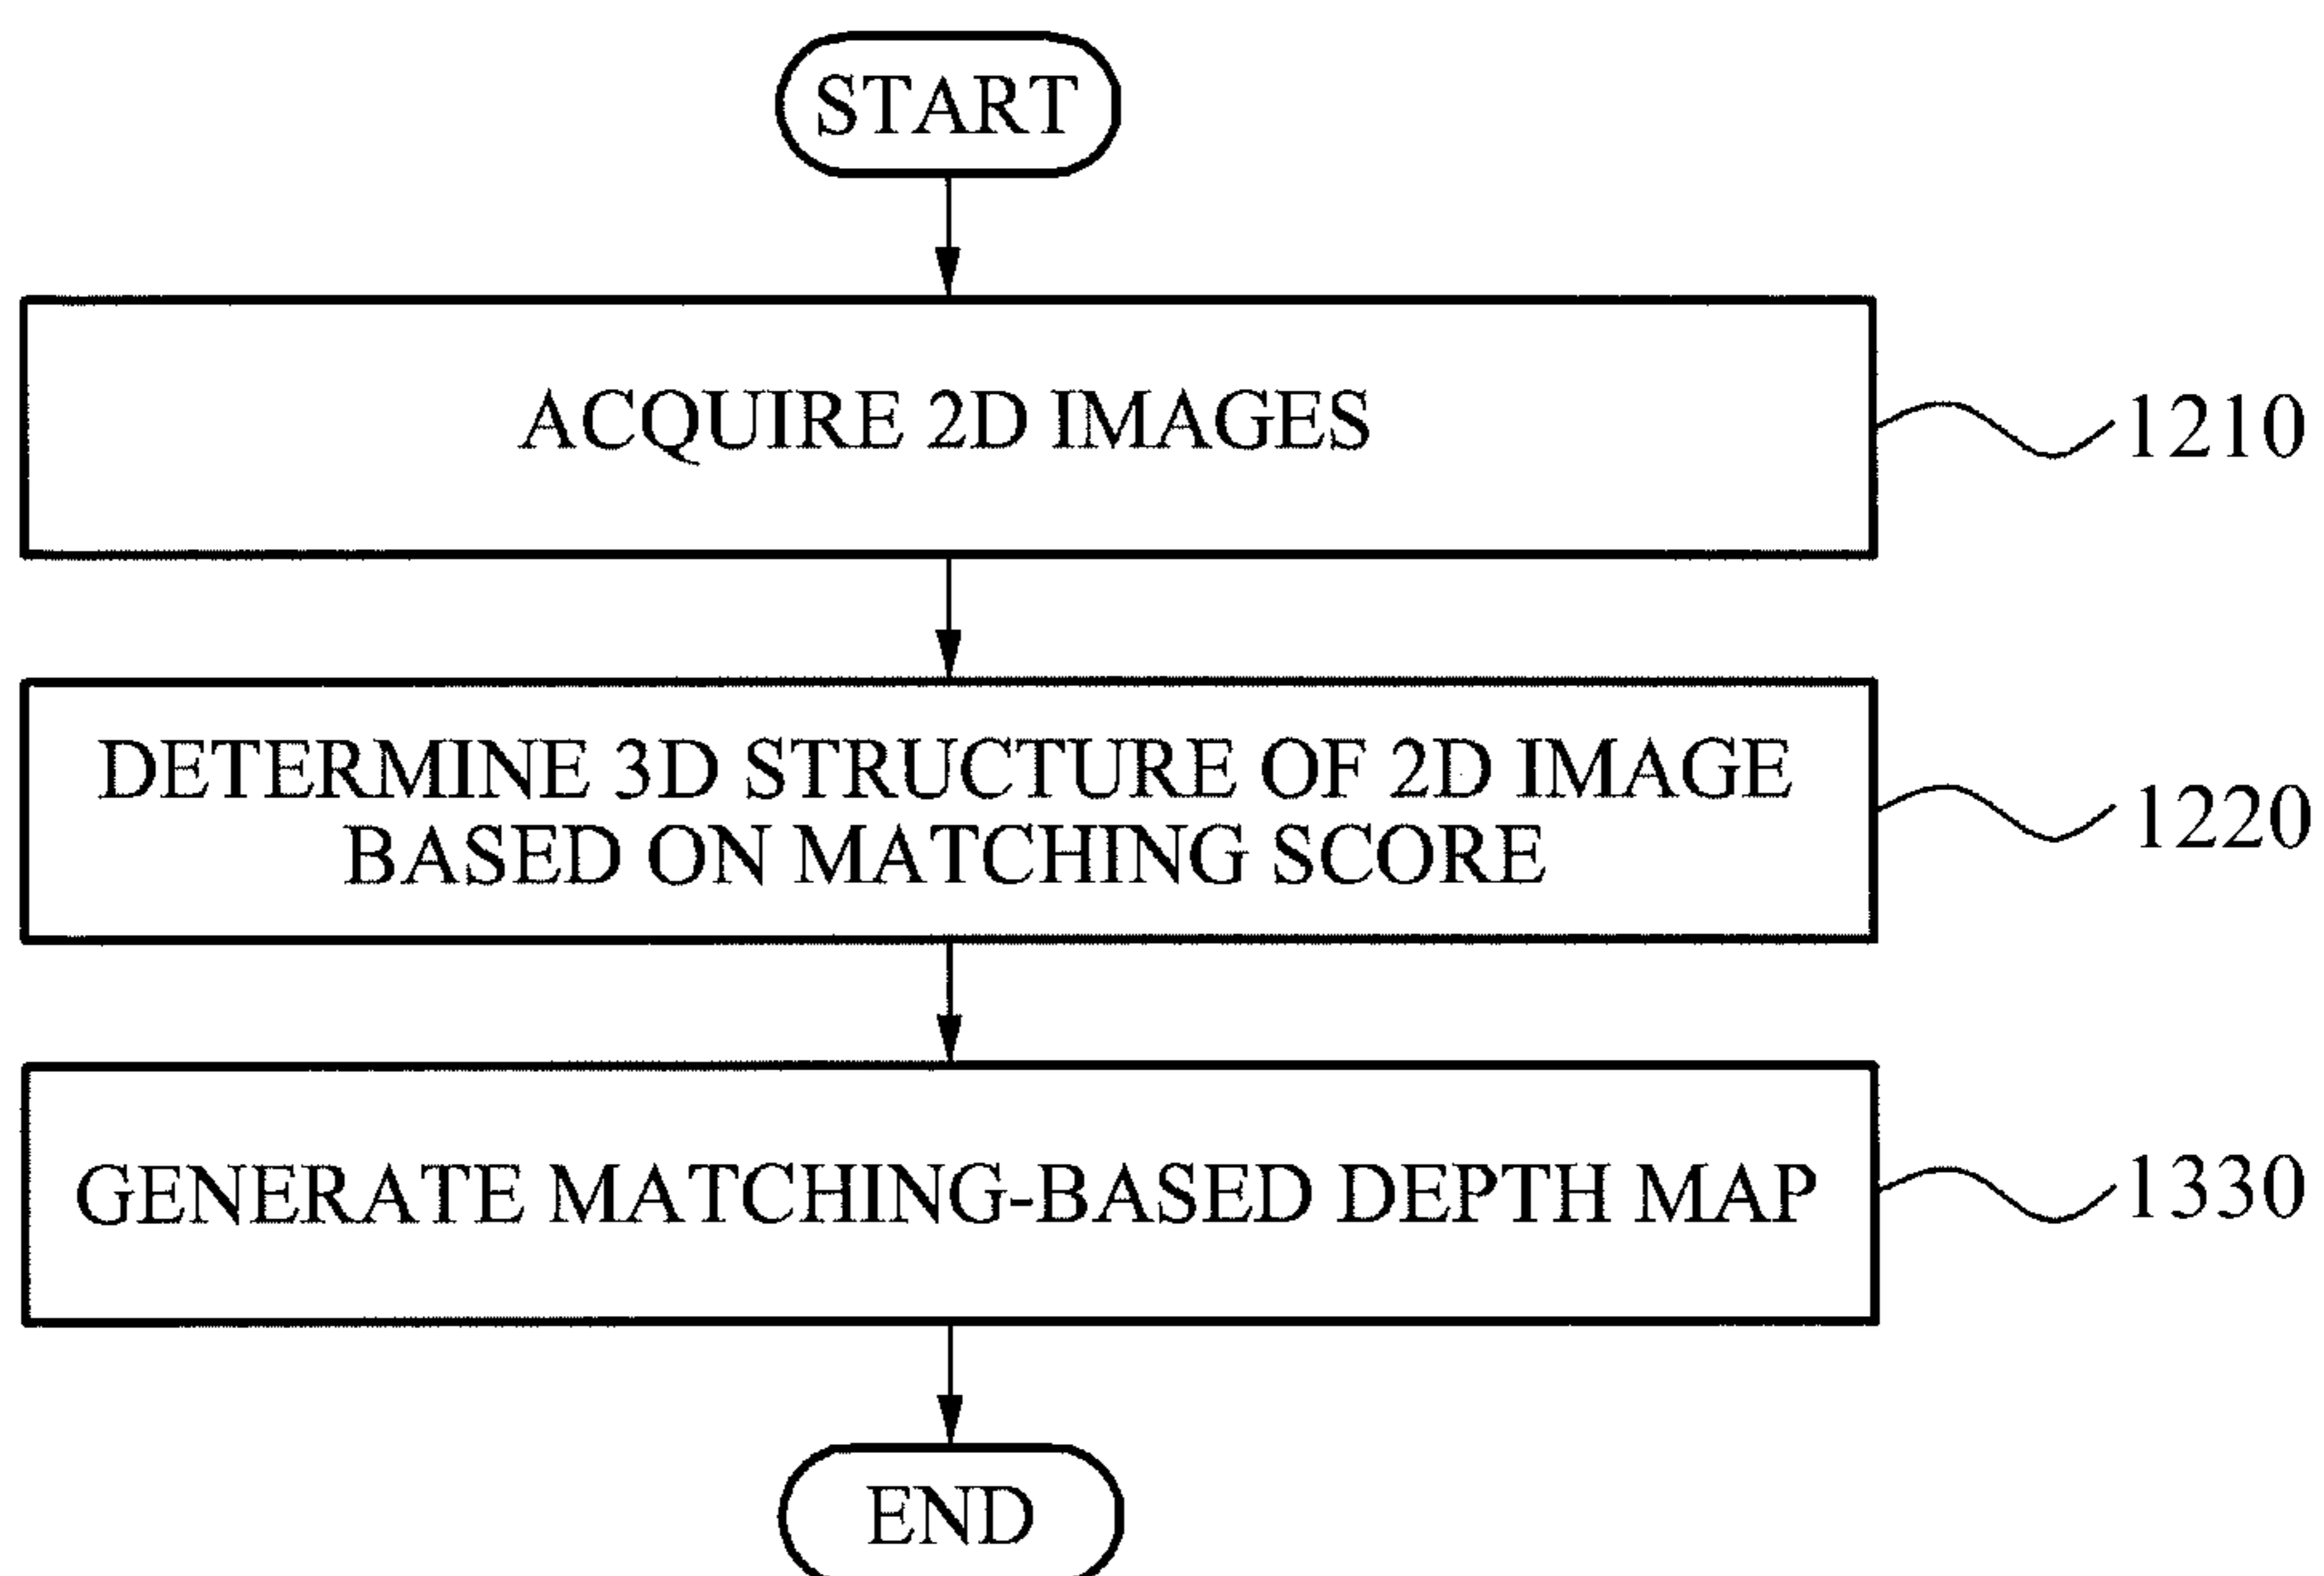 START
ACQUIRE 2D IMAGES
1210
DETERMINE 3D STRUCTURE OF 2D IMAGE
BASED ON MATCHING SCORE
1220
GENERATE MATCHING-BASED DEPTH MAP
1330
END